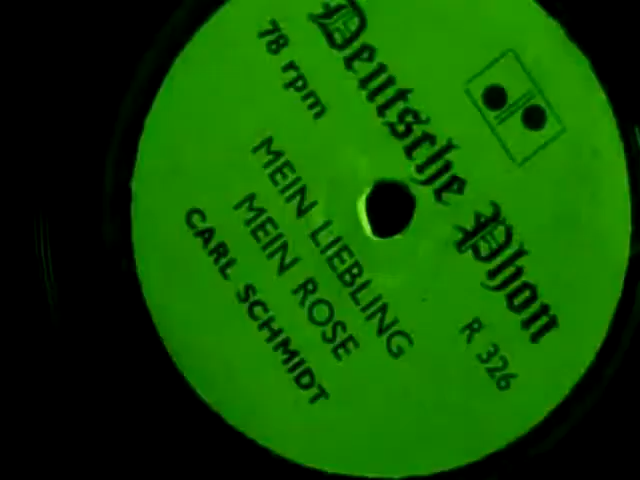 Deutsche Phon
78 rpm
R 326
MEIN LIEBLING
MEIN ROSE
CARL SCHMIDT